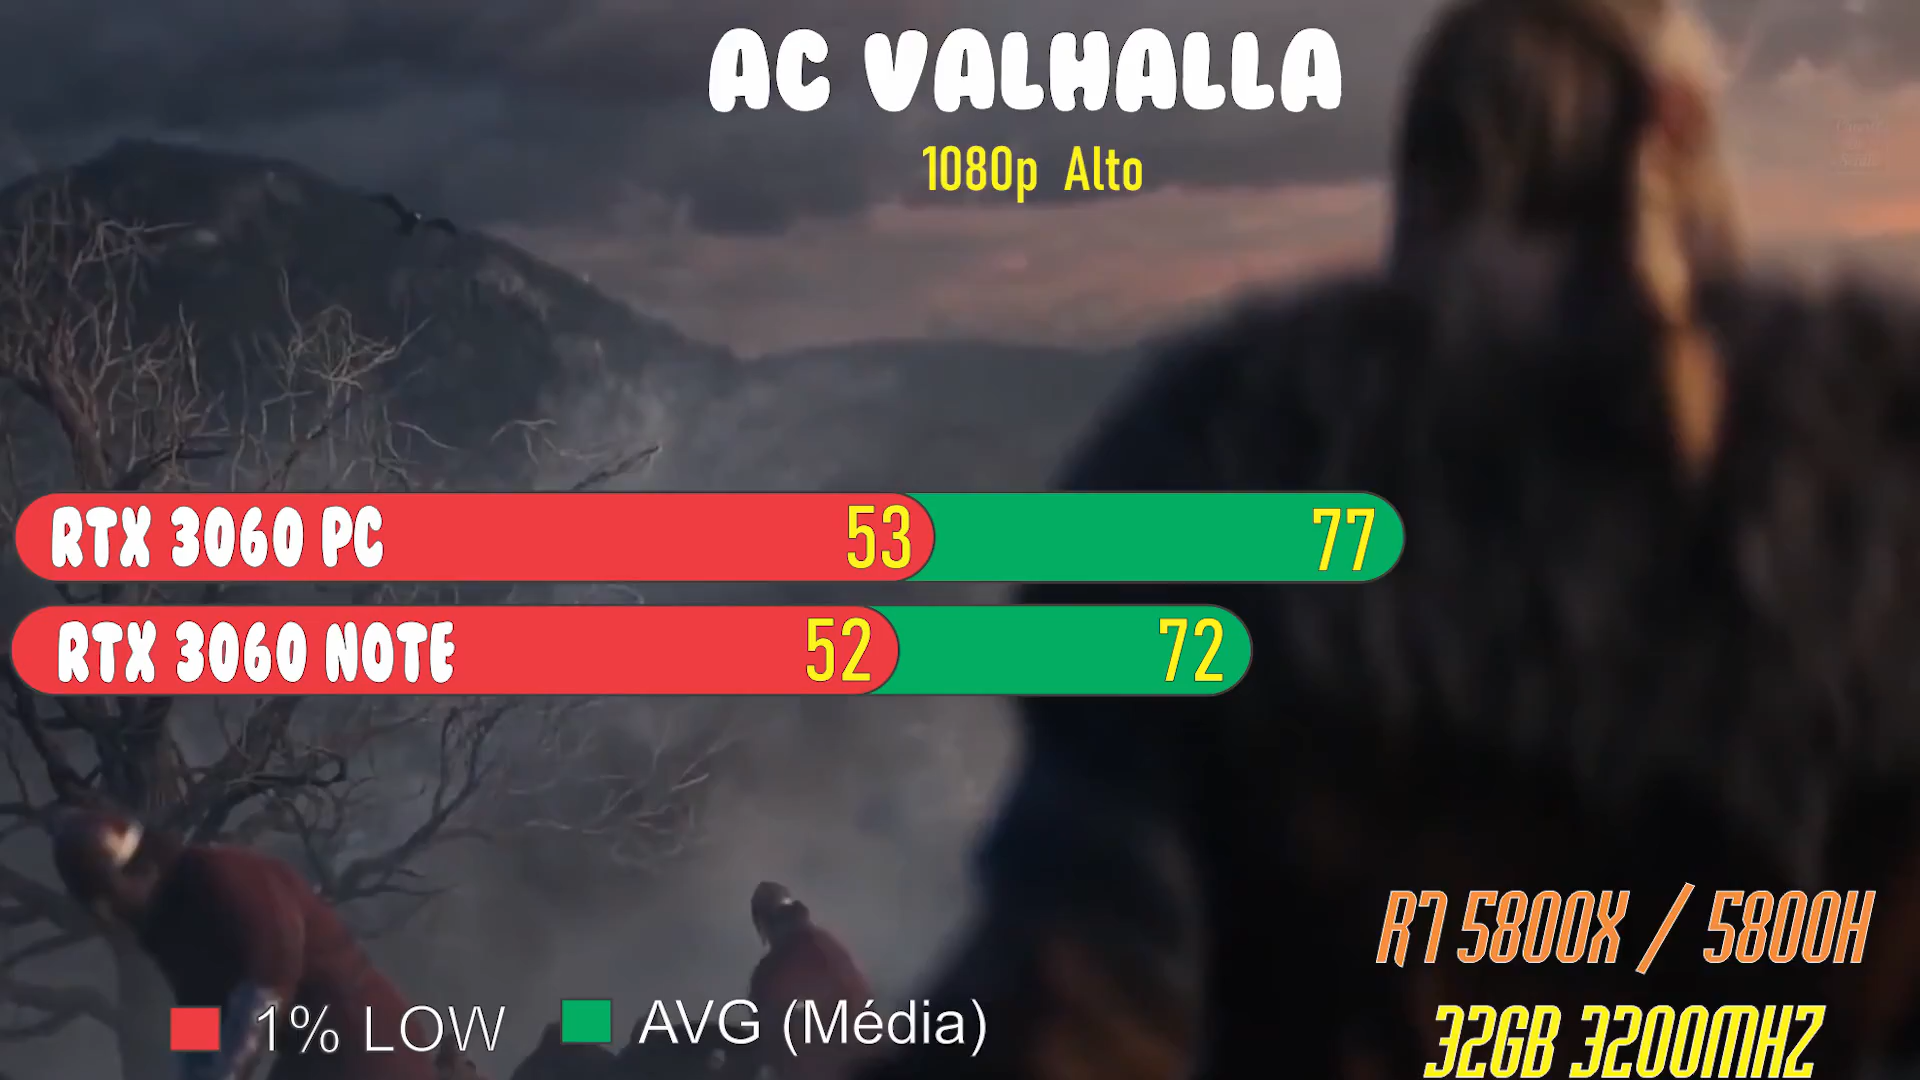 AC VALHALLA
1080p Alto
RTX 3060 PC 53 77
RTX 3060 NOTE 52 72
R7 5800X / 5800H
1% LOW AVG (Média)
32GB 3200MHZ